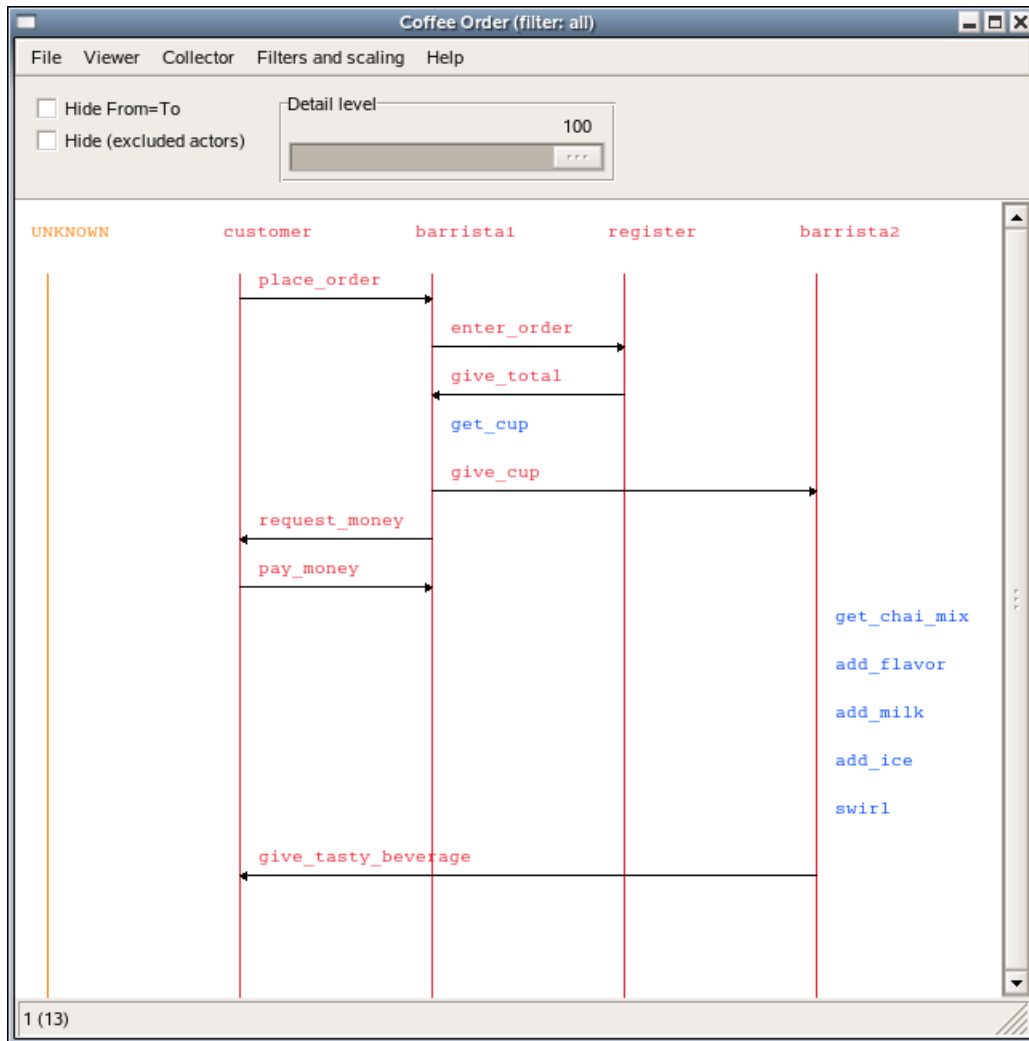 Coffee Order (filter: all)
File Viewer Collector Filters and scaling Help
Hide From=To
Hide (excluded actors)
Detail level
100
UNKNOWN customer barrista1 register barrista2
place_order
enter_order
give_total
get_cup
give_cup
request_money
pay_money
get_chai_mix
add_flavor
add_milk
add_ice
swirl
give_tasty_beverage
1 (13)